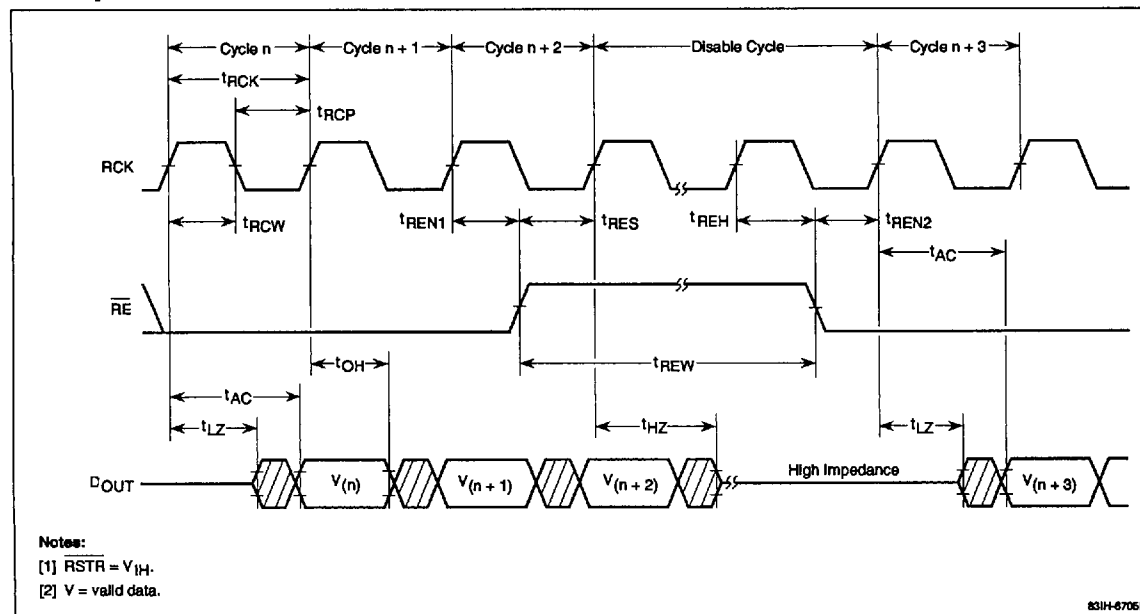 Cycle n
Cycle n + 1
Cycle n + 2
Disable Cycle
Cycle n + 3
tRCK
tRCP
RCK
tRCW
tREN1
tRES
tREH
tREN2
tAC
RE
tOH
tREW
tAC
tLZ
tHZ
tLZ
DOUT
V(n)
V(n + 1)
V(n + 2)
High Impedance
V(n + 3)
Notes:
[1] RSTR = VIH.
[2] V = valid data.
83IH-6705